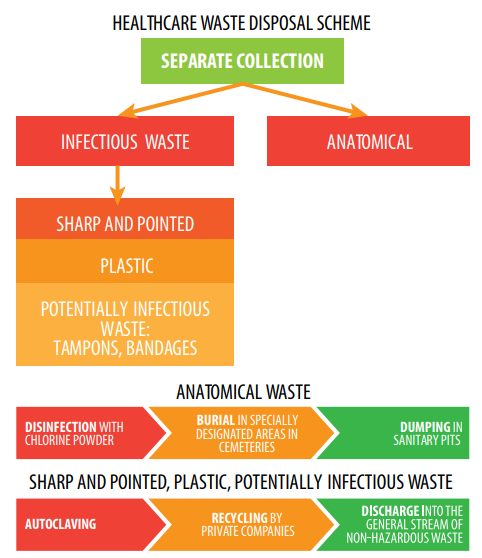 HEALTHCARE WASTE DISPOSAL SCHEME
SEPARATE COLLECTION
INFECTIOUS WASTE
ANATOMICAL
SHARP AND POINTED
PLASTIC
POTENTIALLY INFECTIOUS
WASTE:
TAMPONS, BANDAGES
ANATOMICAL WASTE
DISINFECTION WITH
CHLORINE POWDER
BURIAL IN SPECIALLY
DESIGNATED AREAS IN
CEMETERIES
DUMPING IN
SANITARY PITS
SHARP AND POINTED, PLASTIC, POTENTIALLY INFECTIOUS WASTE
AUTOCLAVING
RECYCLING BY
PRIVATE COMPANIES
DISCHARGE INTO THE
GENERAL STREAM OF
NON-HAZARDOUS WASTE